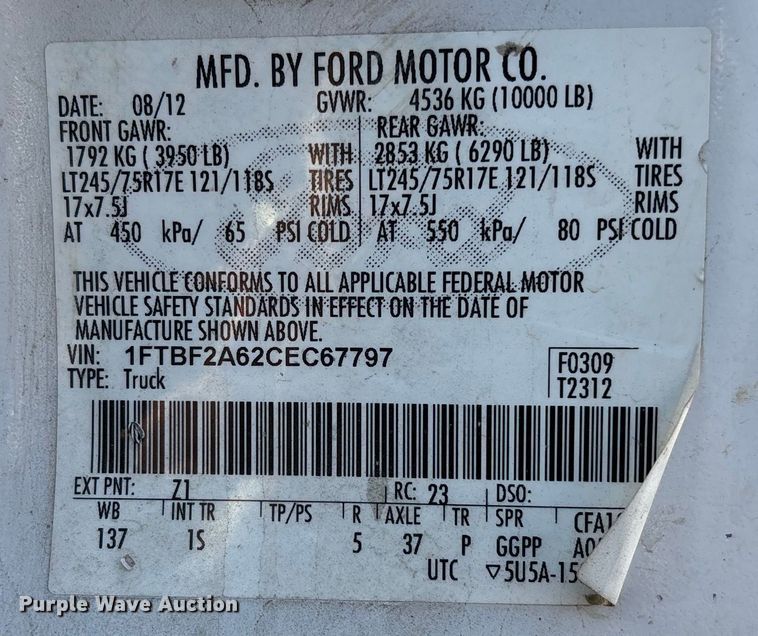 MFD. BY FORD MOTOR CO.
DATE: 08/12 GVWR: 4536 KG (10000 LB)
FRONT GAWR: REAR GAWR:
1792 KG ( 3950 LB) WITH 2853 KG ( 6290 LB) WITH
LT245/75R17E 121/118S TIRES LT245/75R17E 121/118S TIRES
17x7.5J RIMS 17x7.5J RIMS
AT 450 kPa/ 65 PSI COLD AT 550 kPa/ 80 PSI COLD
THIS VEHICLE CONFORMS TO ALL APPLICABLE FEDERAL MOTOR
VEHICLE SAFETY STANDARDS IN EFFECT ON THE DATE OF
MANUFACTURE SHOWN ABOVE.
VIN: 1FTBF2A62CEC67797 F0309
TYPE: Truck T2312
EXT PNT: Z1 RC: 23 DSO:
WB INT TR TP/PS R AXLE TR SPR
137 1S 5 37 P GGPP
UTC ▽5U5A-15
Purple Wave Auction